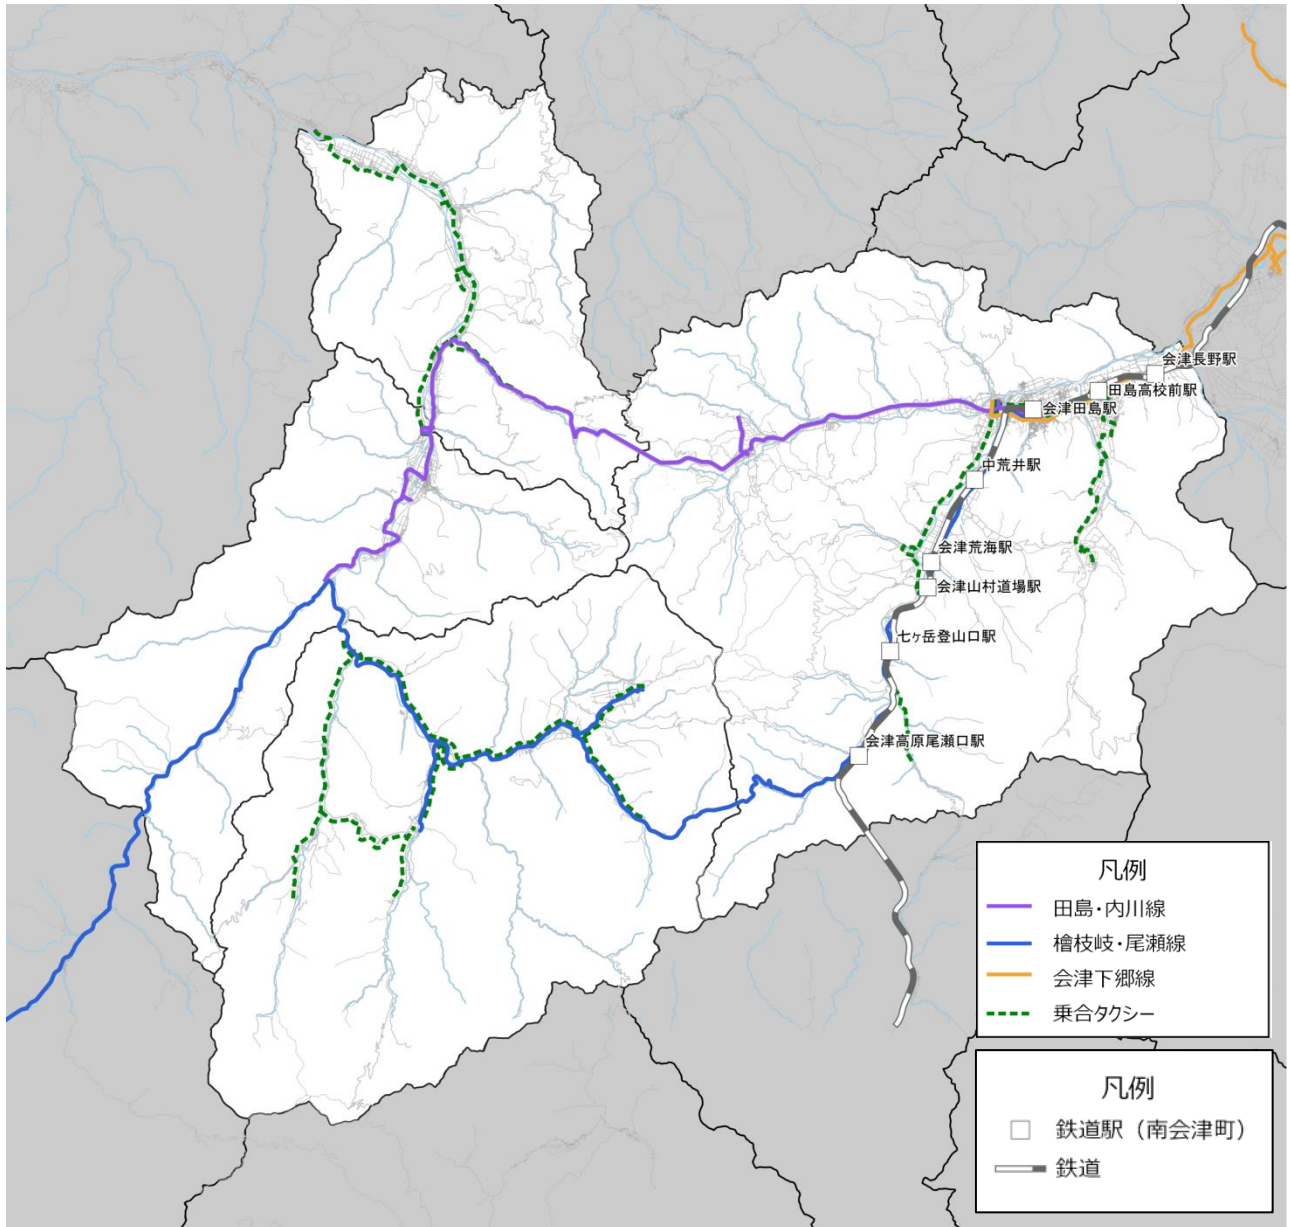 会津長野駅
田島高校前駅
会津田島駅
中荒井駅
会津荒海駅
会津山村道場駅
七ヶ岳登山口駅
会津高原尾瀬口駅
凡例
田島・内川線
檜枝岐・尾瀬線
会津下郷線
乗合タクシー
凡例
鉄道駅（南会津町）
鉄道